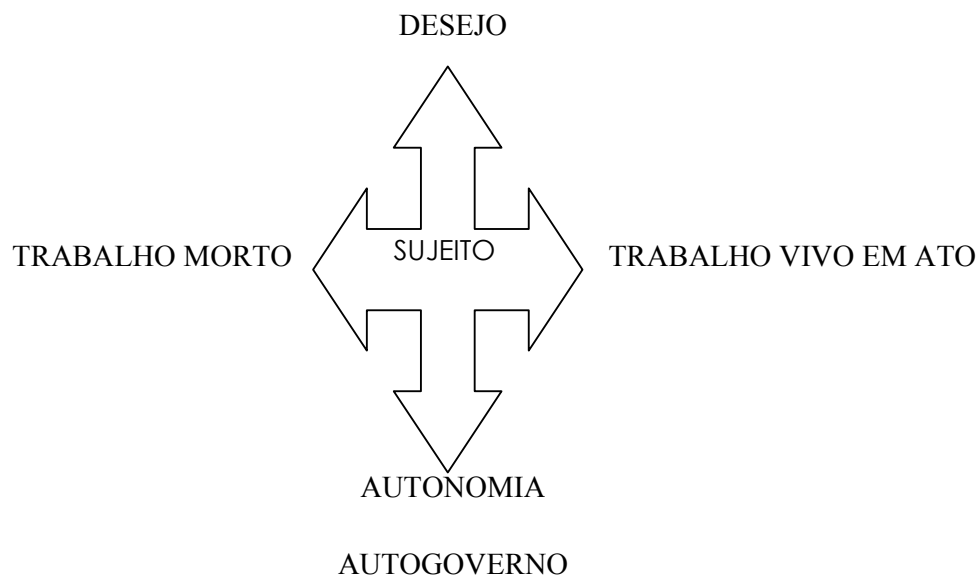 DESEJO
SUJEITO
TRABALHO MORTO
TRABALHO VIVO EM ATO
AUTONOMIA
AUTOGOVERNO